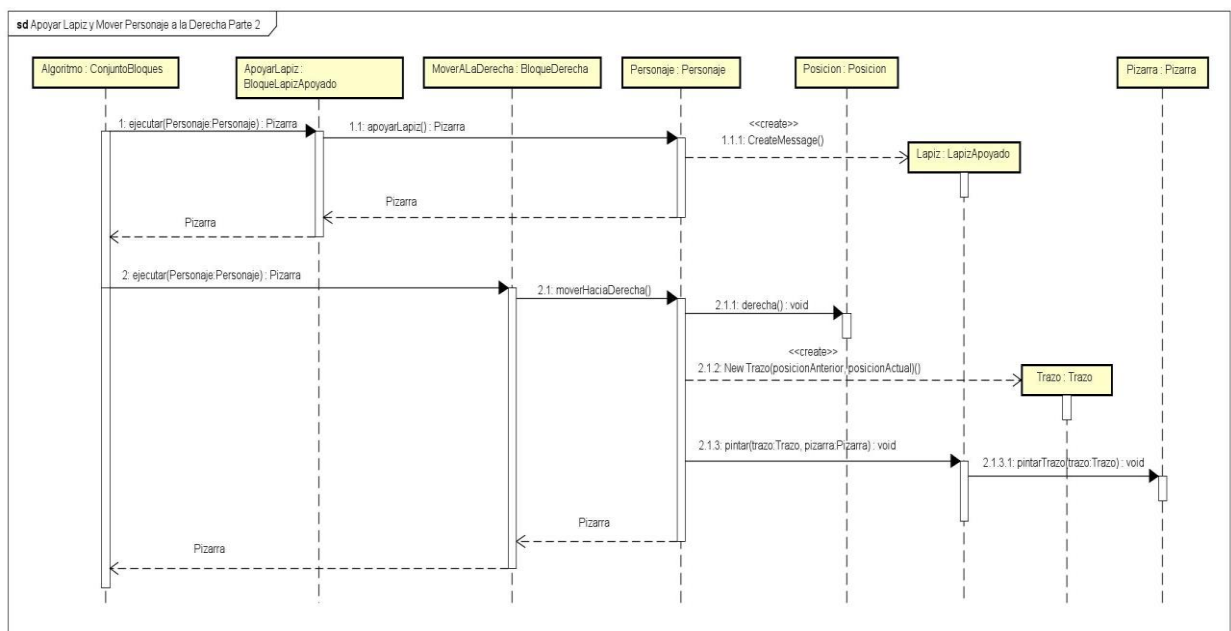 sd Apoyar Lapiz y Mover Personaje a la Derecha Parte 2
Algoritmo : ConjuntoBloques
ApoyarLapiz :
BloqueLapizApoyado
MoverALaDerecha : BloqueDerecha
Personaje : Personaje
Posicion : Posicion
Pizarra : Pizarra
1: ejecutar(Personaje:Personaje) : Pizarra
1.1: apoyarLapiz() : Pizarra
<<create>>
1.1.1: CreateMessage()
Lapiz : LapizApoyado
Pizarra
Pizarra
2: ejecutar(Personaje:Personaje) : Pizarra
2.1: moverHaciaDerecha()
2.1.1: derecha() : void
<<create>>
2.1.2: New Trazo(posicionAnterior, posicionActual)()
Trazo : Trazo
2.1.3: pintar(trazo:Trazo, pizarra:Pizarra) : void
2.1.3.1: pintarTrazo(trazo:Trazo) : void
Pizarra
Pizarra